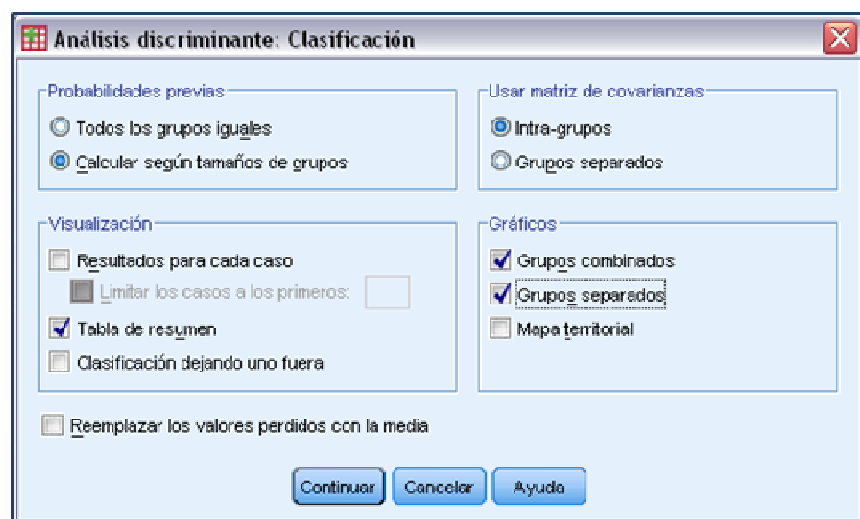 Análisis discriminante: Clasificación
Probabilidades previas
Todos los grupos iguales
Calcular según tamaños de grupos
Usar matriz de covarianzas
Intra-grupos
Grupos separados
Visualización
Resultados para cada caso
Limitar los casos a los primeros:
Tabla de resumen
Clasificación dejando uno fuera
Gráficos
Grupos combinados
Grupos separados
Mapa territorial
Reemplazar los valores perdidos con la media
Continuar Cancelar Ayuda